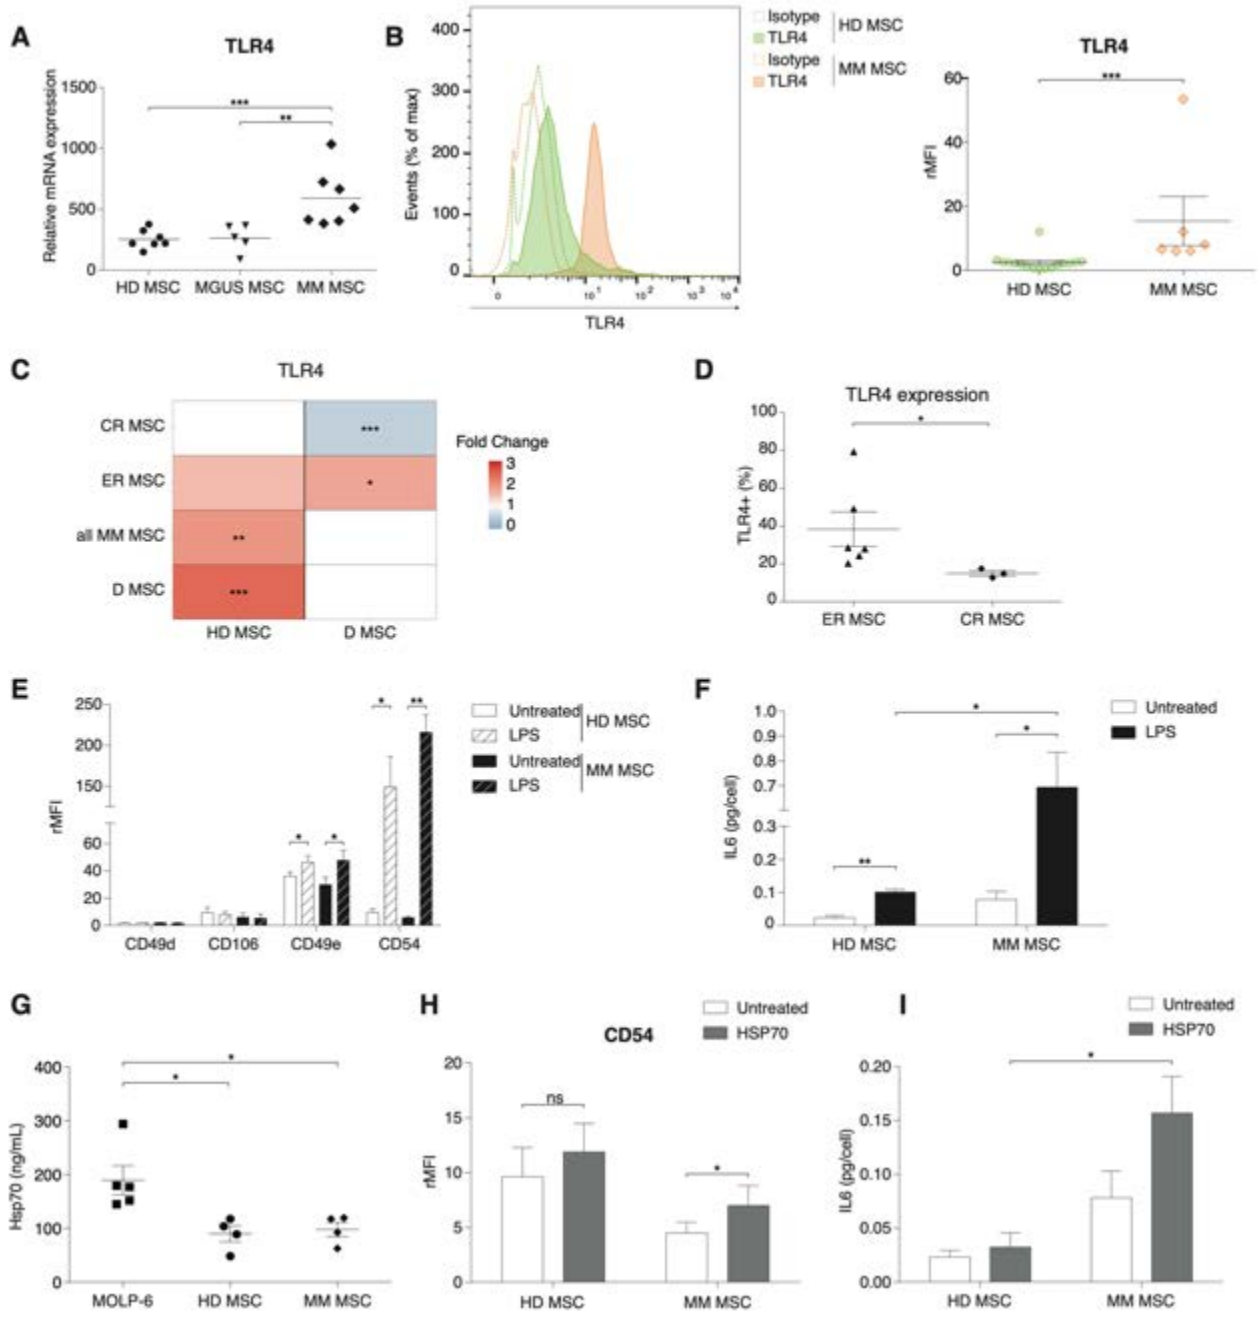 A
TLR4
Relative mRNA expression
1500
1000
500
0
***
**
HD MSC
MGUS MSC
MM MSC
B
Events (% of max)
400
300
200
100
0
0
10¹
10²
10³
10⁴
TLR4
Isotype
TLR4
HD MSC
Isotype
TLR4
MM MSC
TLR4
rMFI
60
40
20
0
***
HD MSC
MM MSC
C
TLR4
CR MSC
***
ER MSC
*
all MM MSC
**
D MSC
***
HD MSC
D MSC
Fold Change
3
2
1
0
D
TLR4 expression
TLR4+ (%)
100
80
60
40
20
0
*
ER MSC
CR MSC
E
rMFI
250
200
150
60
40
20
0
* *
* **
CD49d
CD106
CD49e
CD54
Untreated
LPS
HD MSC
Untreated
LPS
MM MSC
F
IL6 (pg/cell)
1.0
0.9
0.8
0.7
0.3
0.2
0.1
0
*
*
**
HD MSC
MM MSC
Untreated
LPS
G
Hsp70 (ng/mL)
400
300
200
100
0
*
*
MOLP-6
HD MSC
MM MSC
H
CD54
Untreated
HSP70
rMFI
20
15
10
5
0
ns
*
HD MSC
MM MSC
I
Untreated
HSP70
IL6 (pg/cell)
0.20
0.15
0.10
0.05
0.00
*
HD MSC
MM MSC